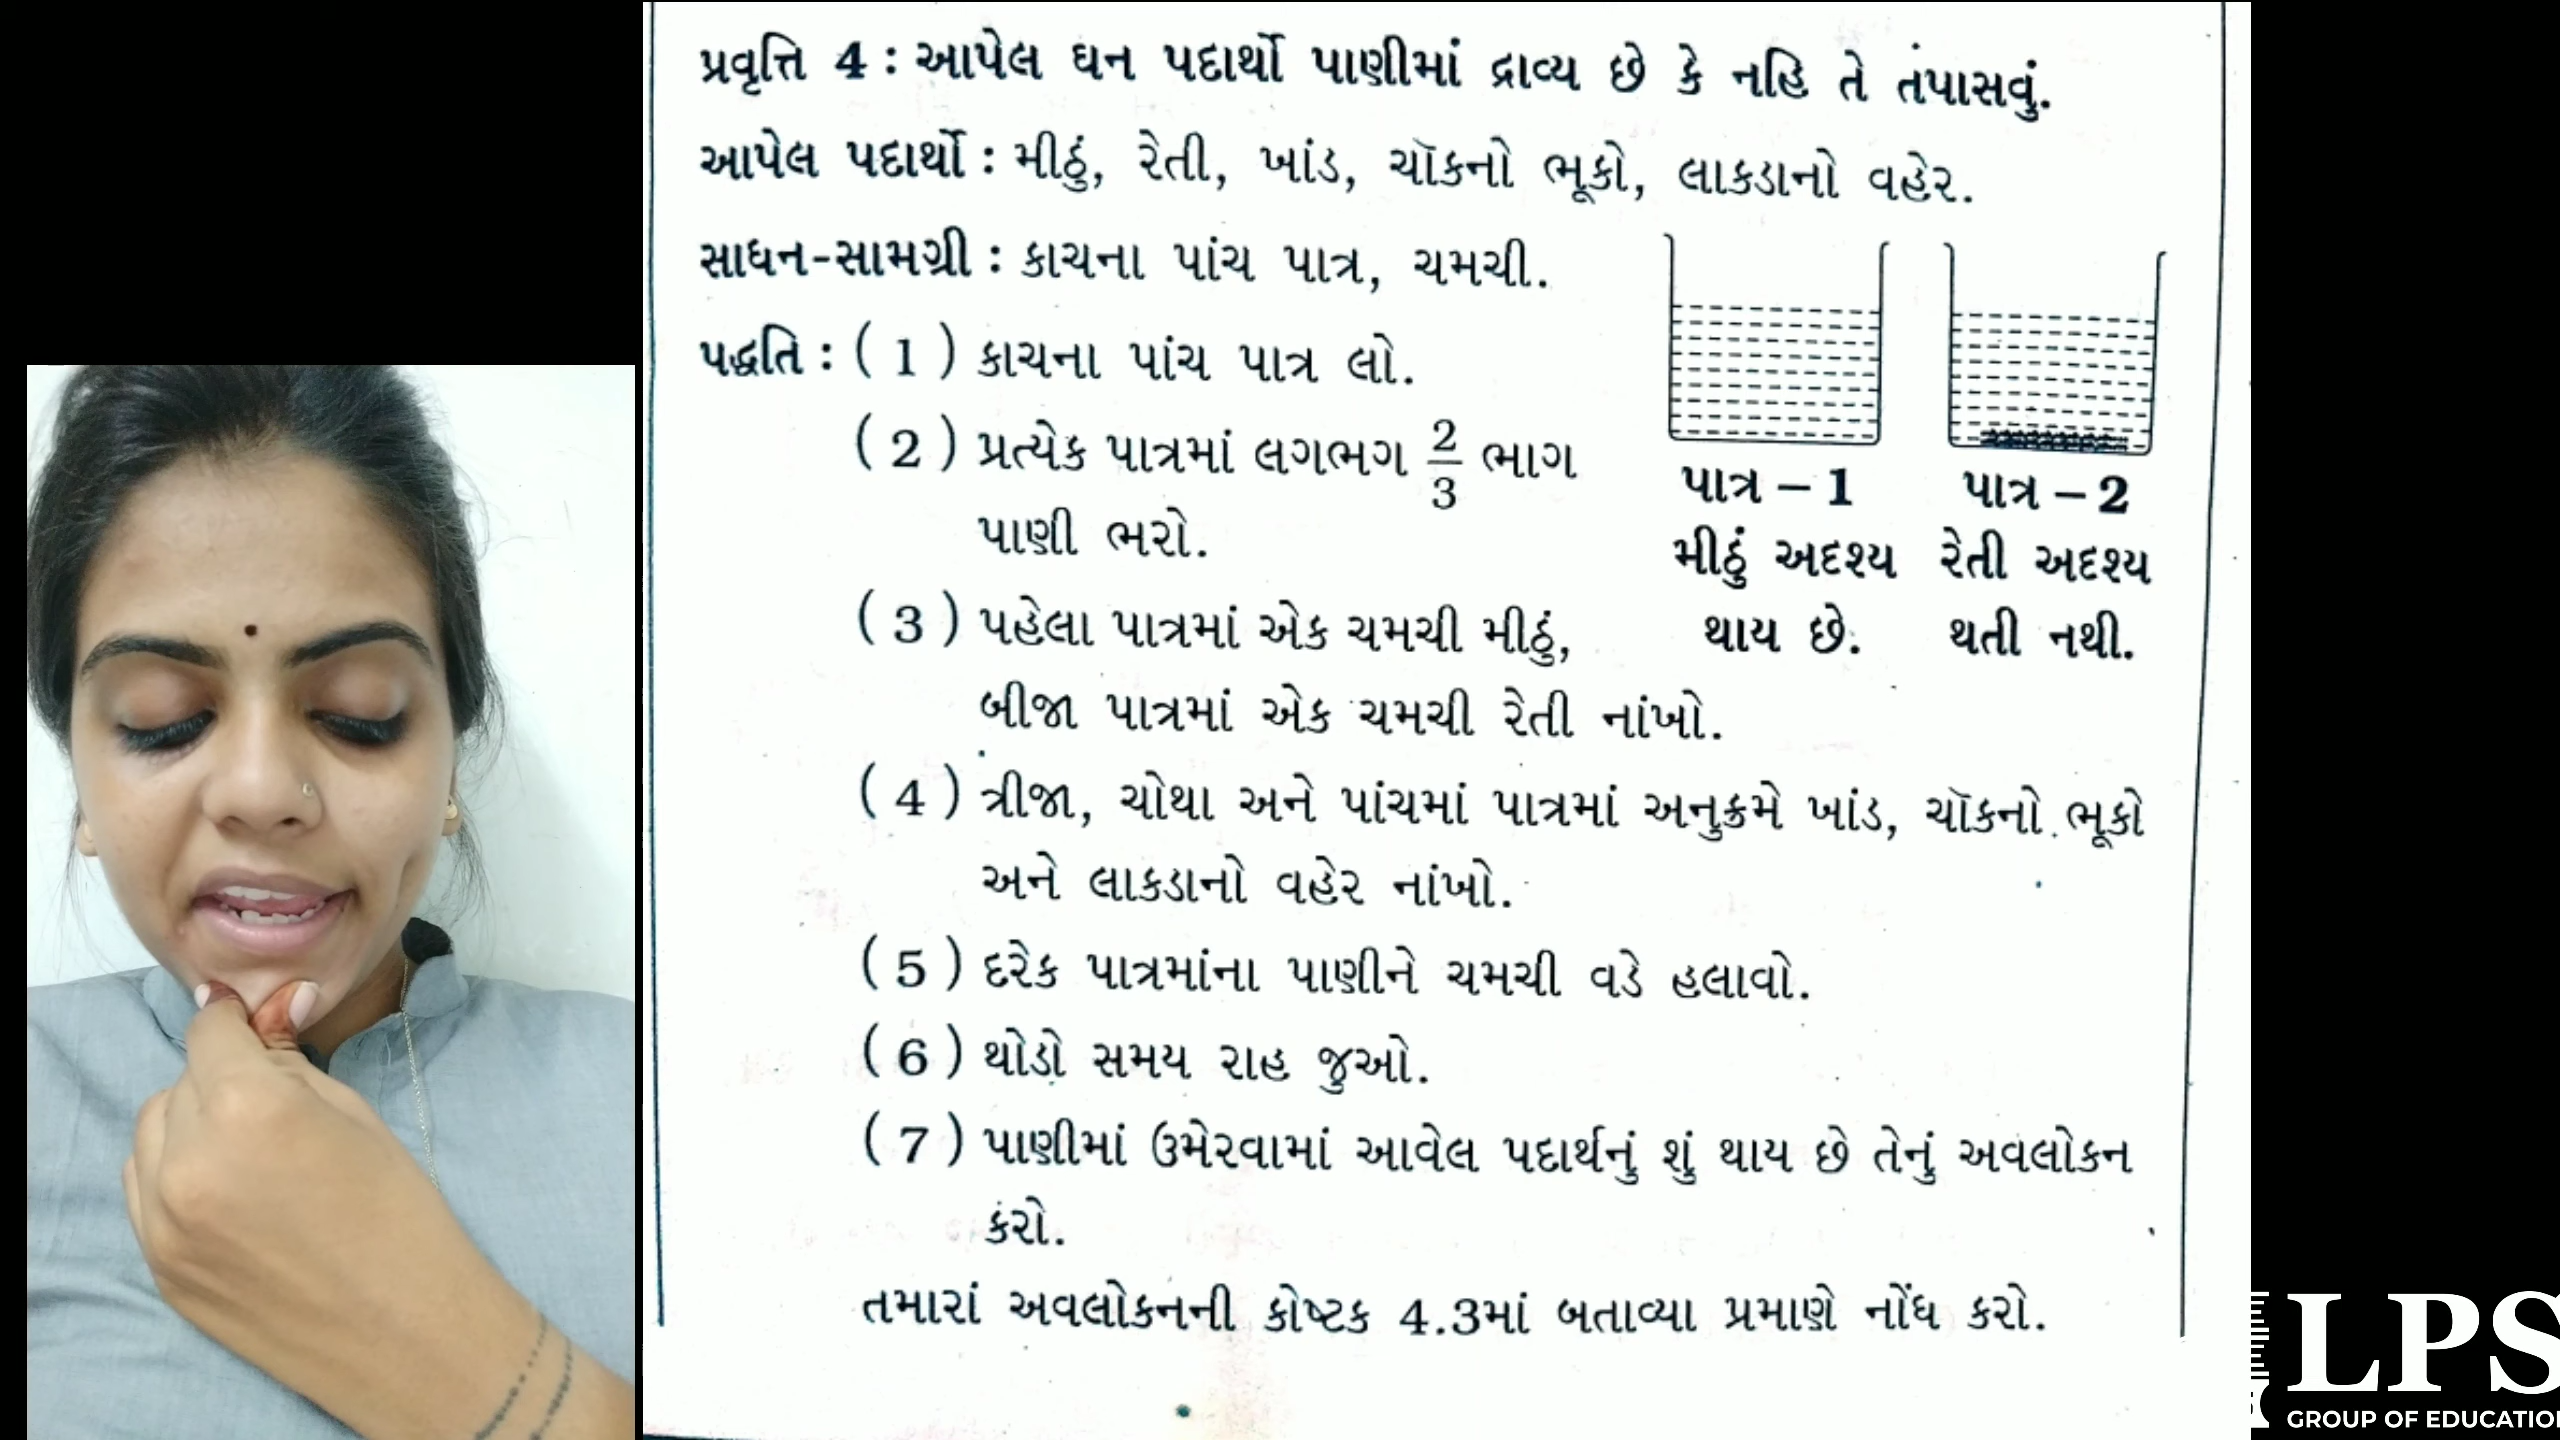 પ્રવૃત્તિ 4 : આપેલ ઘન પદાર્થો પાણીમાં દ્રાવ્ય છે કે નહિ તે તપાસવું.
આપેલ પદાર્થો : મીઠું, રેતી, ખાંડ, ચૉકનો ભૂકો, લાકડાનો વહેર.
સાધન-સામગ્રી : કાચના પાંચ પાત્ર, ચમચી.
પદ્ધતિ : (1) કાચના પાંચ પાત્ર લો.
(2) પ્રત્યેક પાત્રમાં લગભગ 2/3 ભાગ
પાણી ભરો.
(3) પહેલા પાત્રમાં એક ચમચી મીઠું,
બીજા પાત્રમાં એક ચમચી રેતી નાંખો.
પાત્ર – 1
મીઠું અદશ્ય
થાય છે.
પાત્ર – 2
રેતી અદશ્ય
થતી નથી.
(4) ત્રીજા, ચોથા અને પાંચમાં પાત્રમાં અનુક્રમે ખાંડ, ચૉકનો ભૂકો
અને લાકડાનો વહેર નાંખો.
(5) દરેક પાત્રમાંના પાણીને ચમચી વડે હલાવો.
(6) થોડો સમય રાહ જુઓ.
(7) પાણીમાં ઉમેરવામાં આવેલ પદાર્થનું શું થાય છે તેનું અવલોકન
કરો.
તમારાં અવલોકનની કોષ્ટક 4.3માં બતાવ્યા પ્રમાણે નોંધ કરો.
LPS
GROUP OF EDUCATIO